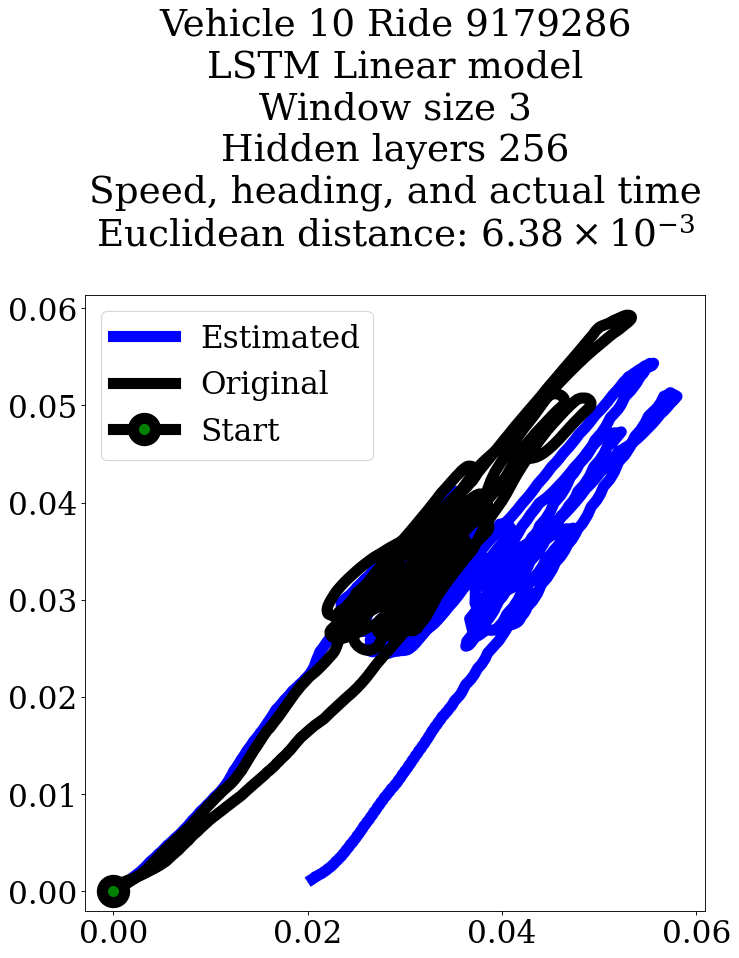 Vehicle 10 Ride 9179286
LSTM Linear model
Window size 3
Hidden layers 256
Speed, heading, and actual time
Euclidean distance: 6.38 × 10⁻³
0.06
0.05
0.04
0.03
0.02
0.01
0.00
Estimated
Original
Start
0.00 0.02 0.04 0.06